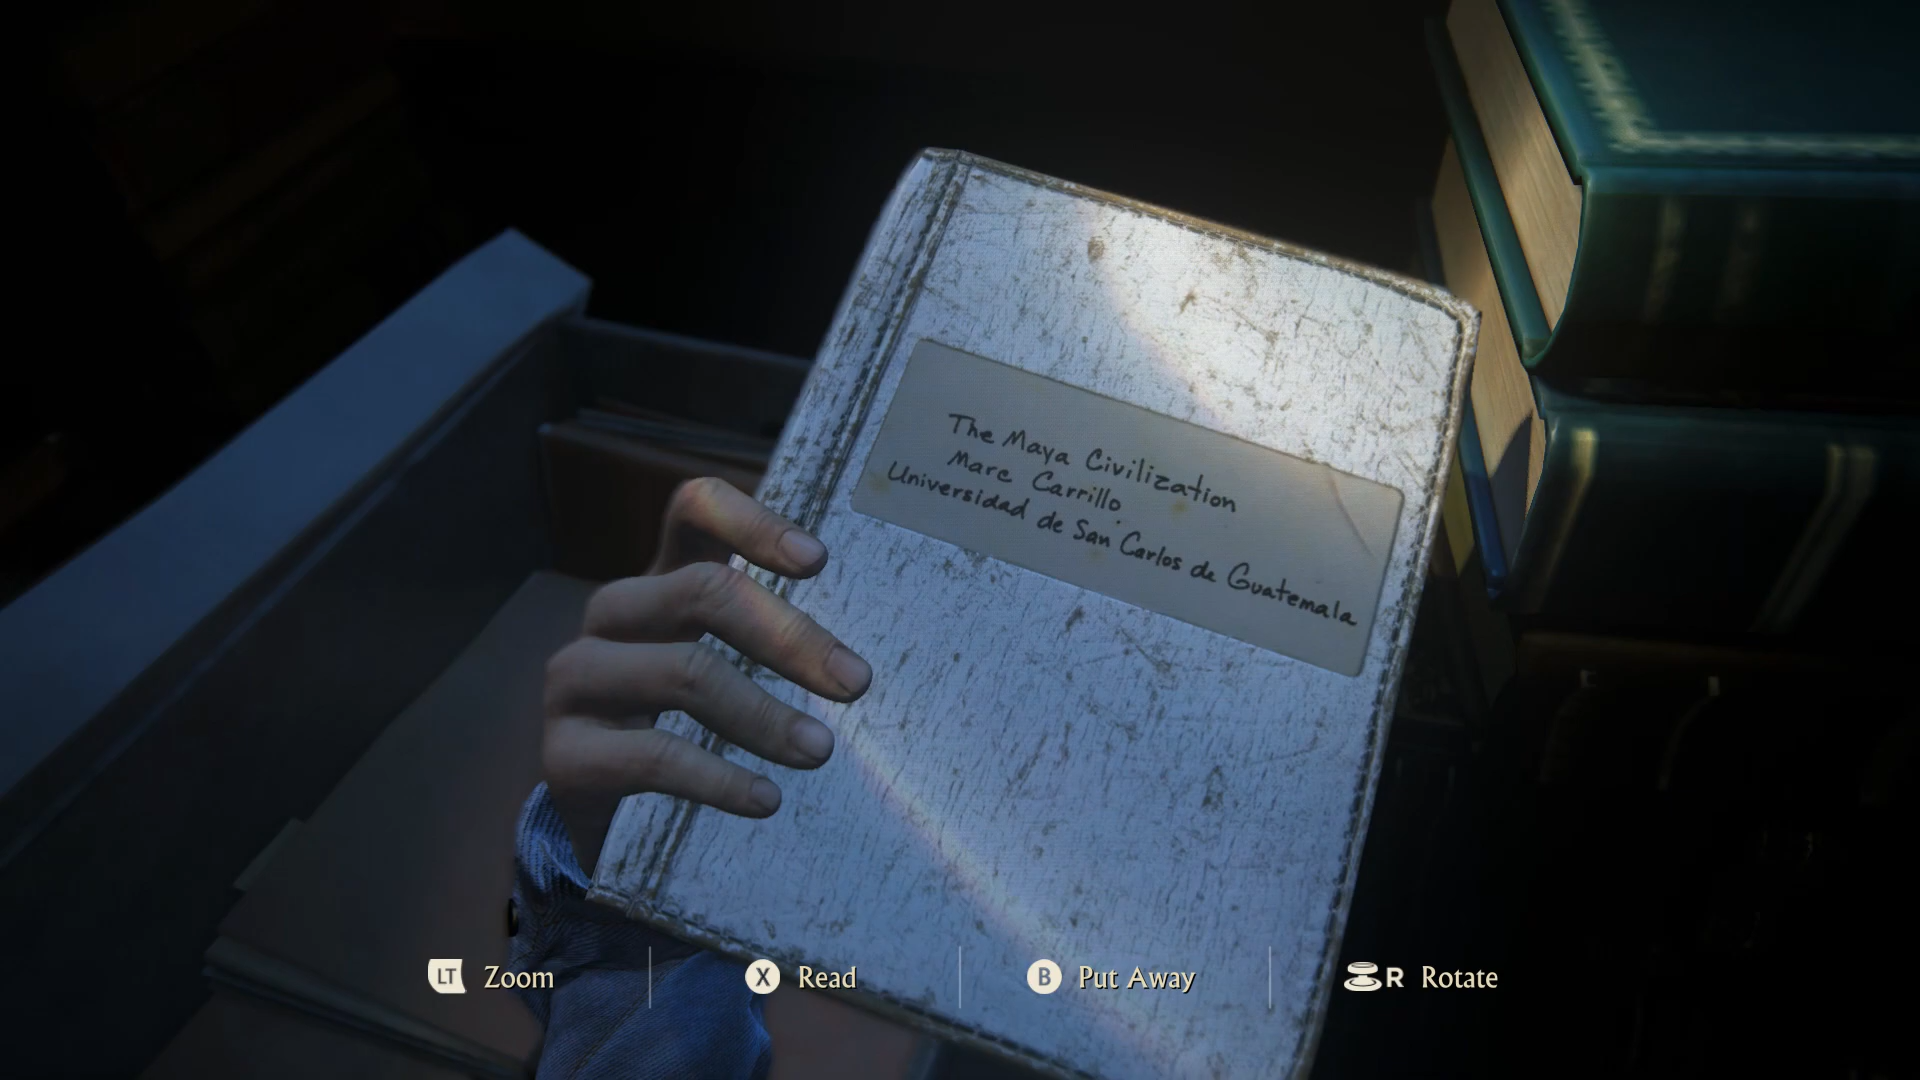 The Maya Civilization
Marc Carrillo
Universidad de San Carlos de Guatemala
LT Zoom
X Read
B Put Away
R Rotate